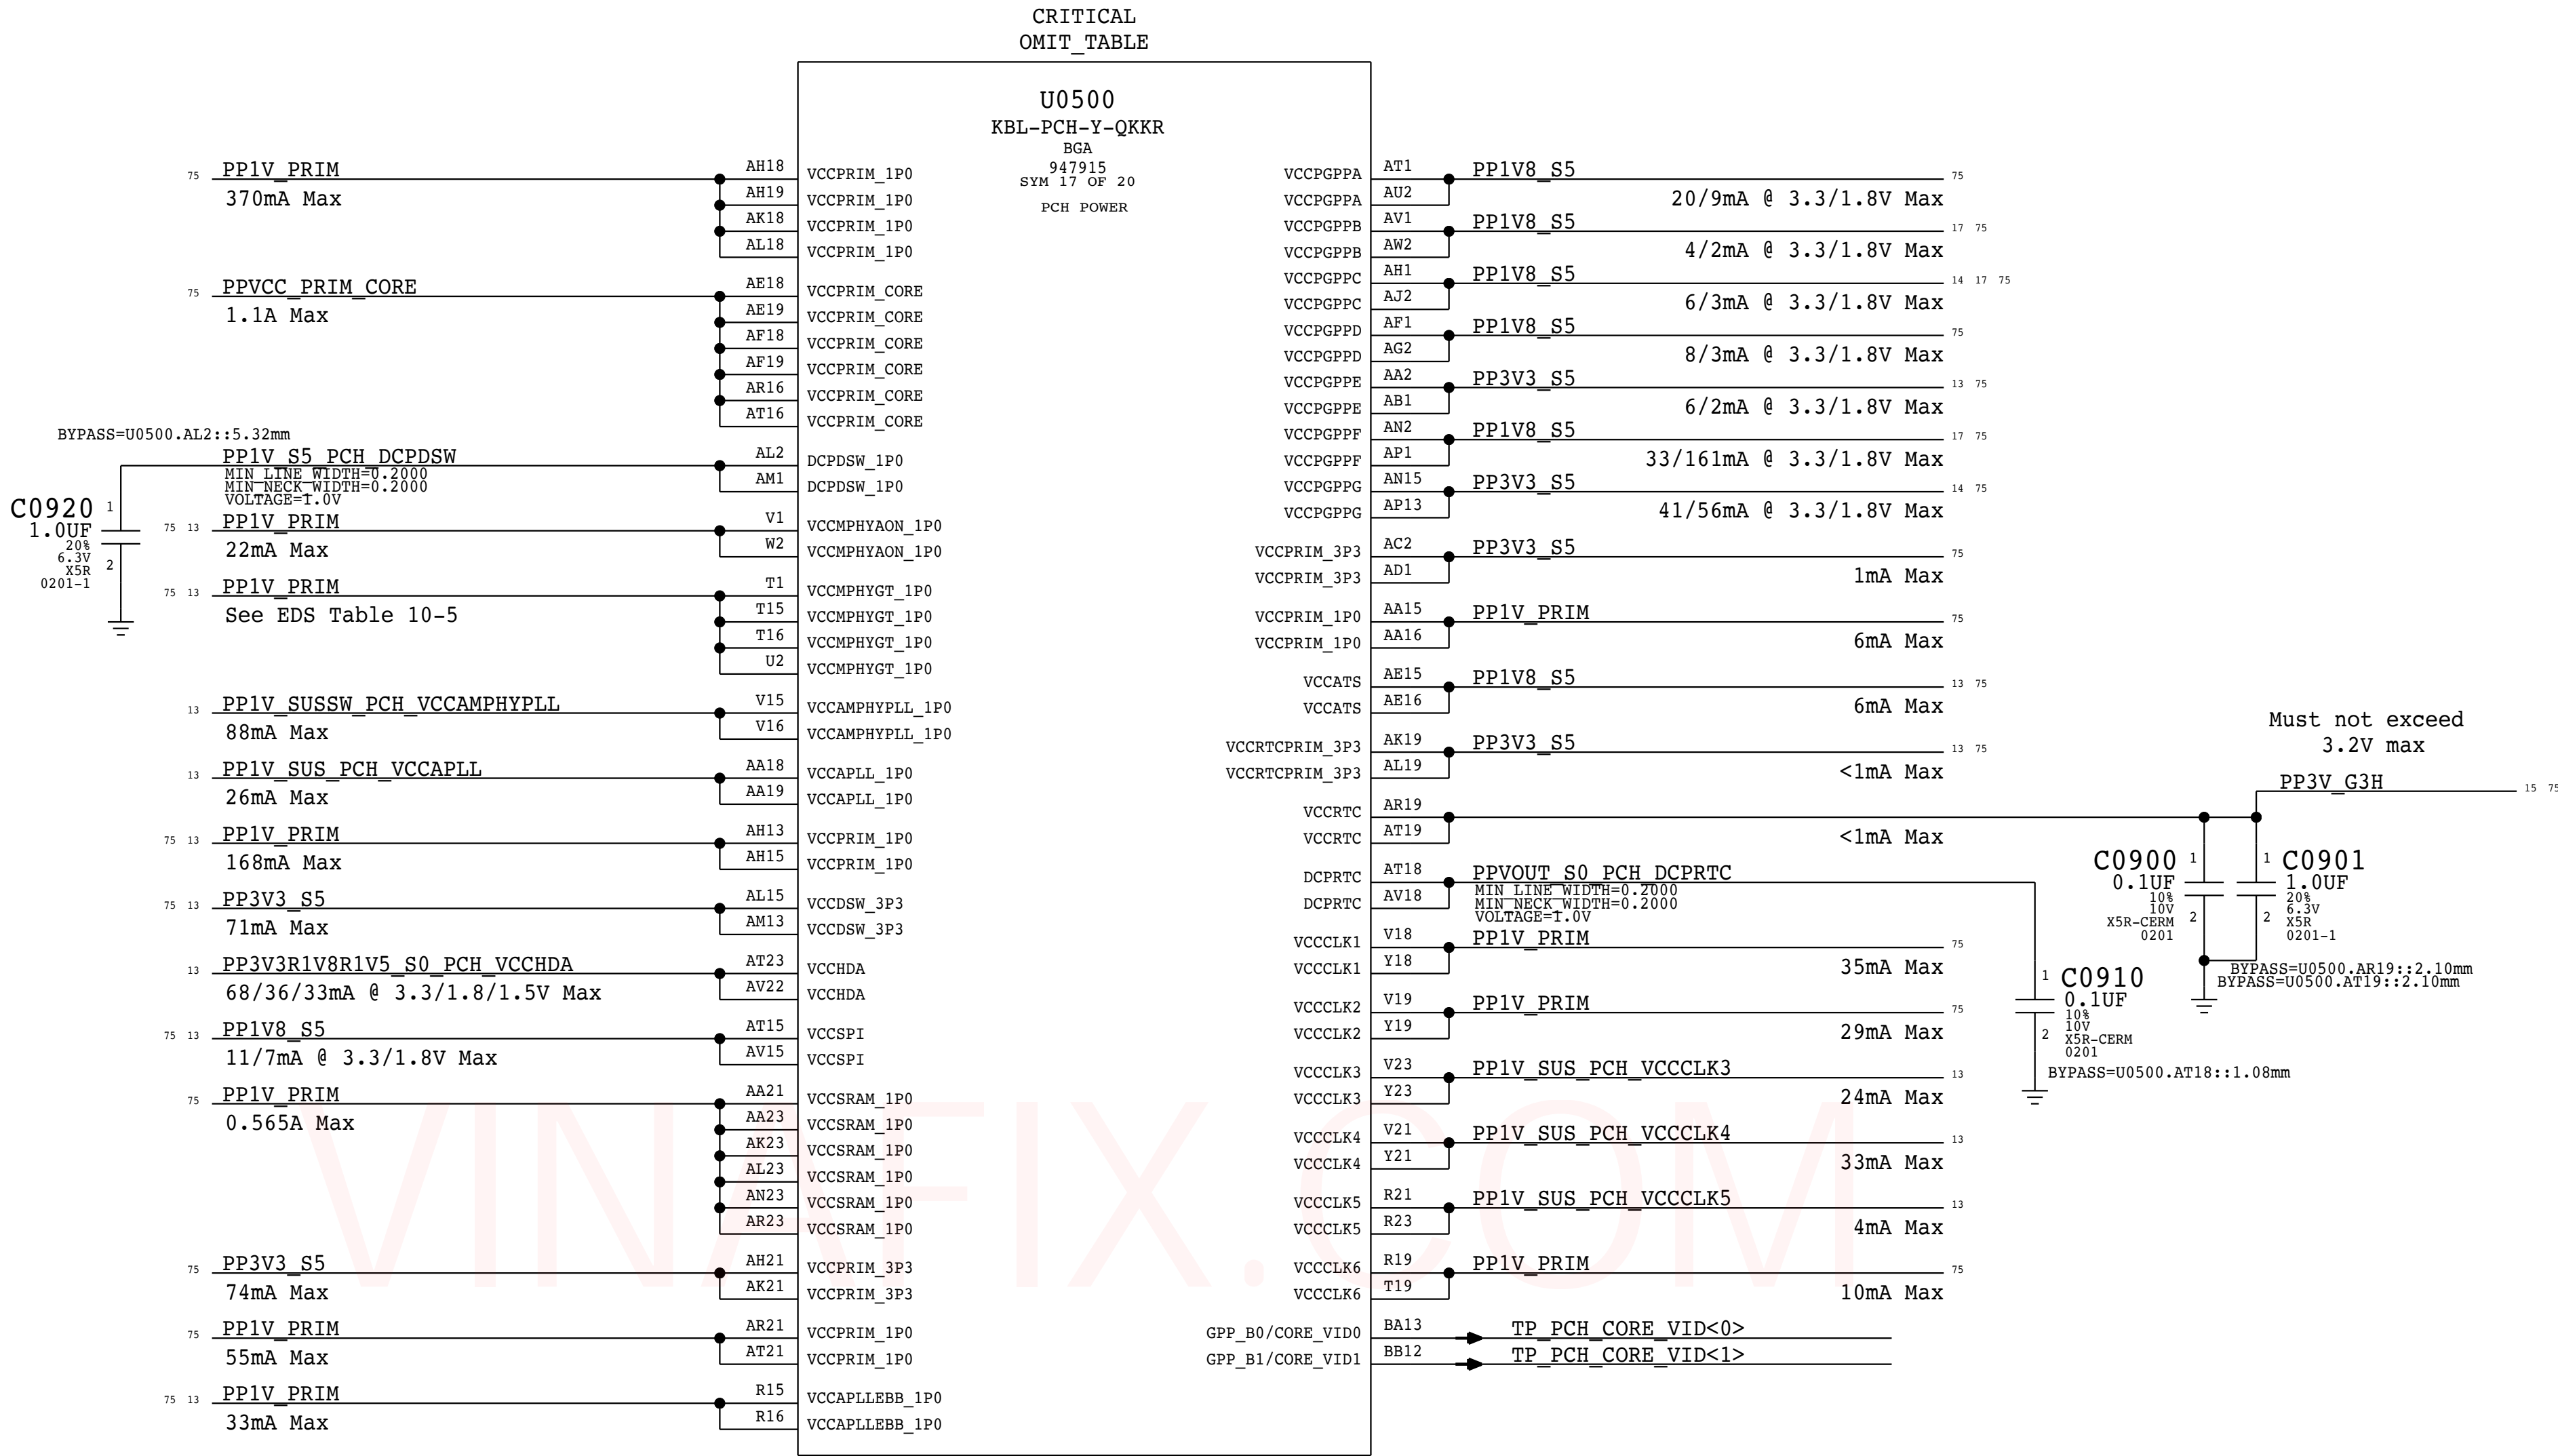 CRITICAL
OMIT_TABLE
U0500
KBL-PCH-Y-QKKR
BGA
947915
SYM 17 OF 20
PCH POWER
75 PP1V_PRIM AH18 VCCPRIM_1P0
370mA Max AH19 VCCPRIM_1P0
AK18 VCCPRIM_1P0
AL18 VCCPRIM_1P0
75 PPVCC_PRIM_CORE AE18 VCCPRIM_CORE
1.1A Max AE19 VCCPRIM_CORE
AF18 VCCPRIM_CORE
AF19 VCCPRIM_CORE
AR16 VCCPRIM_CORE
AT16 VCCPRIM_CORE
BYPASS=U0500.AL2::5.32mm
PP1V_S5_PCH_DCPDSW AL2 DCPDSW_1P0
MIN_LINE_WIDTH=0.2000
MIN_NECK_WIDTH=0.2000 AM1 DCPDSW_1P0
VOLTAGE=1.0V
C0920 1
1.0UF
20%
6.3V
X5R 2
0201-1
75 13 PP1V_PRIM V1 VCCMPHYAON_1P0
22mA Max W2 VCCMPHYAON_1P0
75 13 PP1V_PRIM T1 VCCMPHYGT_1P0
See EDS Table 10-5 T15 VCCMPHYGT_1P0
T16 VCCMPHYGT_1P0
U2 VCCMPHYGT_1P0
13 PP1V_SUSSW_PCH_VCCAMPHYPLL V15 VCCAMPHYPLL_1P0
88mA Max V16 VCCAMPHYPLL_1P0
13 PP1V_SUS_PCH_VCCAPLL AA18 VCCAPLL_1P0
26mA Max AA19 VCCAPLL_1P0
75 13 PP1V_PRIM AH13 VCCPRIM_1P0
168mA Max AH15 VCCPRIM_1P0
75 13 PP3V3_S5 AL15 VCCDSW_3P3
71mA Max AM13 VCCDSW_3P3
13 PP3V3R1V8R1V5_S0_PCH_VCCHDA AT23 VCCHDA
68/36/33mA @ 3.3/1.8/1.5V Max AV22 VCCHDA
75 13 PP1V8_S5 AT15 VCCSPI
11/7mA @ 3.3/1.8V Max AV15 VCCSPI
75 PP1V_PRIM AA21 VCCSRAM_1P0
0.565A Max AA23 VCCSRAM_1P0
AK23 VCCSRAM_1P0
AL23 VCCSRAM_1P0
AN23 VCCSRAM_1P0
AR23 VCCSRAM_1P0
75 PP3V3_S5 AH21 VCCPRIM_3P3
74mA Max AK21 VCCPRIM_3P3
75 PP1V_PRIM AR21 VCCPRIM_1P0
55mA Max AT21 VCCPRIM_1P0
75 13 PP1V_PRIM R15 VCCAPLLEBB_1P0
33mA Max R16 VCCAPLLEBB_1P0
VCCPGPPA AT1 PP1V8_S5 75
VCCPGPPA AU2 20/9mA @ 3.3/1.8V Max
VCCPGPPB AV1 PP1V8_S5 17 75
VCCPGPPB AW2 4/2mA @ 3.3/1.8V Max
VCCPGPPC AH1 PP1V8_S5 14 17 75
VCCPGPPC AJ2 6/3mA @ 3.3/1.8V Max
VCCPGPPD AF1 PP1V8_S5 75
VCCPGPPD AG2 8/3mA @ 3.3/1.8V Max
VCCPGPPE AA2 PP3V3_S5 13 75
VCCPGPPE AB1 6/2mA @ 3.3/1.8V Max
VCCPGPPF AN2 PP1V8_S5 17 75
VCCPGPPF AP1 33/161mA @ 3.3/1.8V Max
VCCPGPPG AN15 PP3V3_S5 14 75
VCCPGPPG AP13 41/56mA @ 3.3/1.8V Max
VCCPRIM_3P3 AC2 PP3V3_S5 75
VCCPRIM_3P3 AD1 1mA Max
VCCPRIM_1P0 AA15 PP1V_PRIM 75
VCCPRIM_1P0 AA16 6mA Max
VCCATS AE15 PP1V8_S5 13 75
VCCATS AE16 6mA Max
VCCRTCPRIM_3P3 AK19 PP3V3_S5 13 75
VCCRTCPRIM_3P3 AL19 <1mA Max
Must not exceed
3.2V max
PP3V_G3H 15 75
VCCRTC AR19
VCCRTC AT19 <1mA Max
C0900 1
0.1UF
10%
10V
X5R-CERM 2
0201
1 C0901
1.0UF
20%
6.3V
2 X5R
0201-1
BYPASS=U0500.AR19::2.10mm
BYPASS=U0500.AT19::2.10mm
DCPRTC AT18 PPVOUT_S0_PCH_DCPRTC
MIN_LINE_WIDTH=0.2000
DCPRTC AV18 MIN_NECK_WIDTH=0.2000
VOLTAGE=1.0V
1 C0910
0.1UF
10%
10V
2 X5R-CERM
0201
BYPASS=U0500.AT18::1.08mm
VCCCLK1 V18 PP1V_PRIM 75
VCCCLK1 Y18 35mA Max
VCCCLK2 V19 PP1V_PRIM 75
VCCCLK2 Y19 29mA Max
VCCCLK3 V23 PP1V_SUS_PCH_VCCCLK3 13
VCCCLK3 Y23 24mA Max
VCCCLK4 V21 PP1V_SUS_PCH_VCCCLK4 13
VCCCLK4 Y21 33mA Max
VCCCLK5 R21 PP1V_SUS_PCH_VCCCLK5 13
VCCCLK5 R23 4mA Max
VCCCLK6 R19 PP1V_PRIM 75
VCCCLK6 T19 10mA Max
GPP_B0/CORE_VID0 BA13 TP_PCH_CORE_VID<0>
GPP_B1/CORE_VID1 BB12 TP_PCH_CORE_VID<1>
VINAFIX.COM